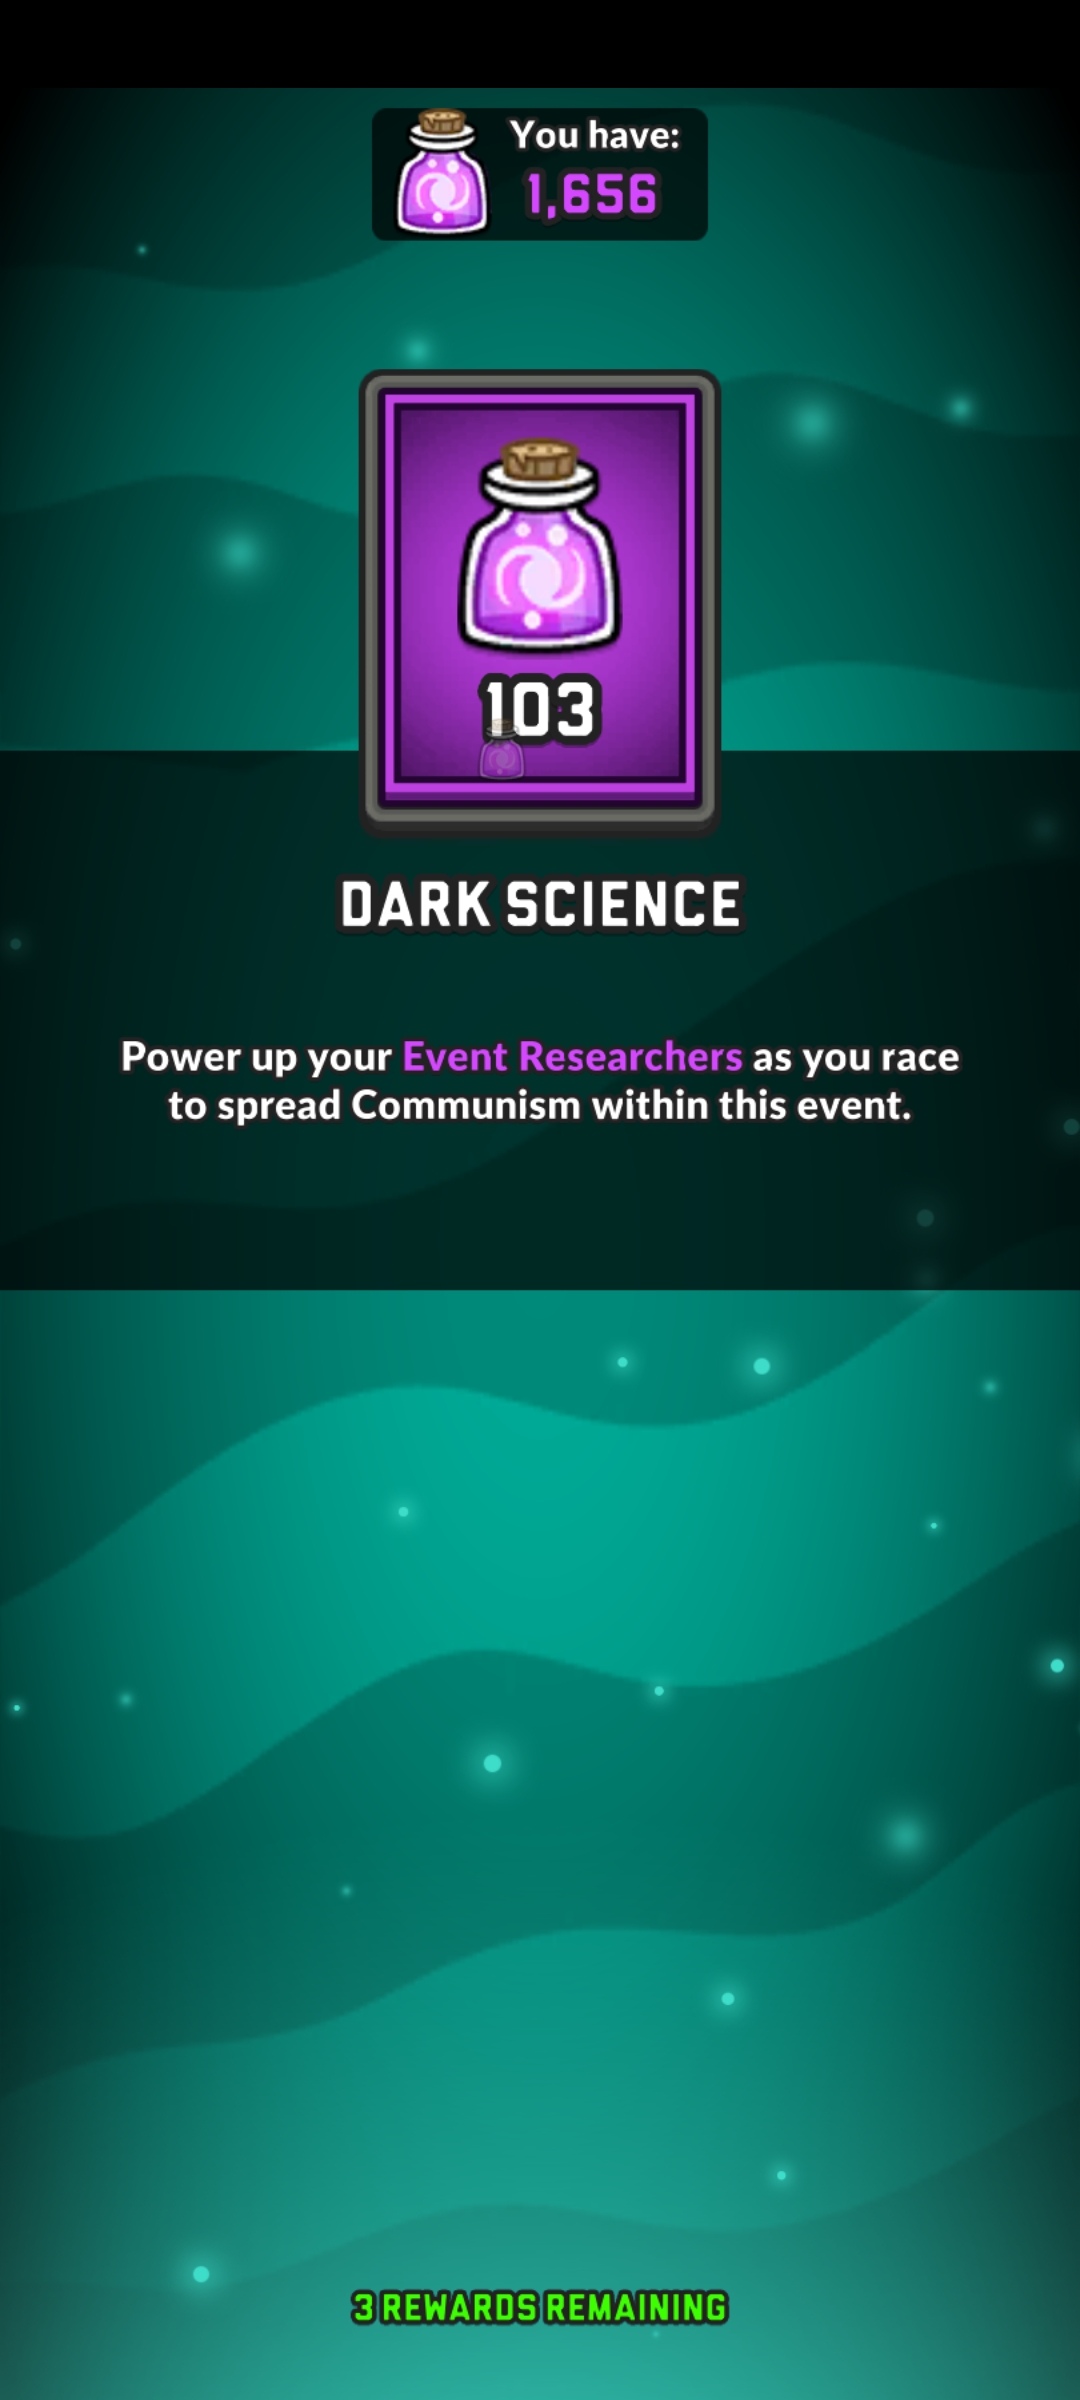 You have:
1,656
103
DARK SCIENCE
Power up your Event Researchers as you race
to spread Communism within this event.
3 REWARDS REMAINING